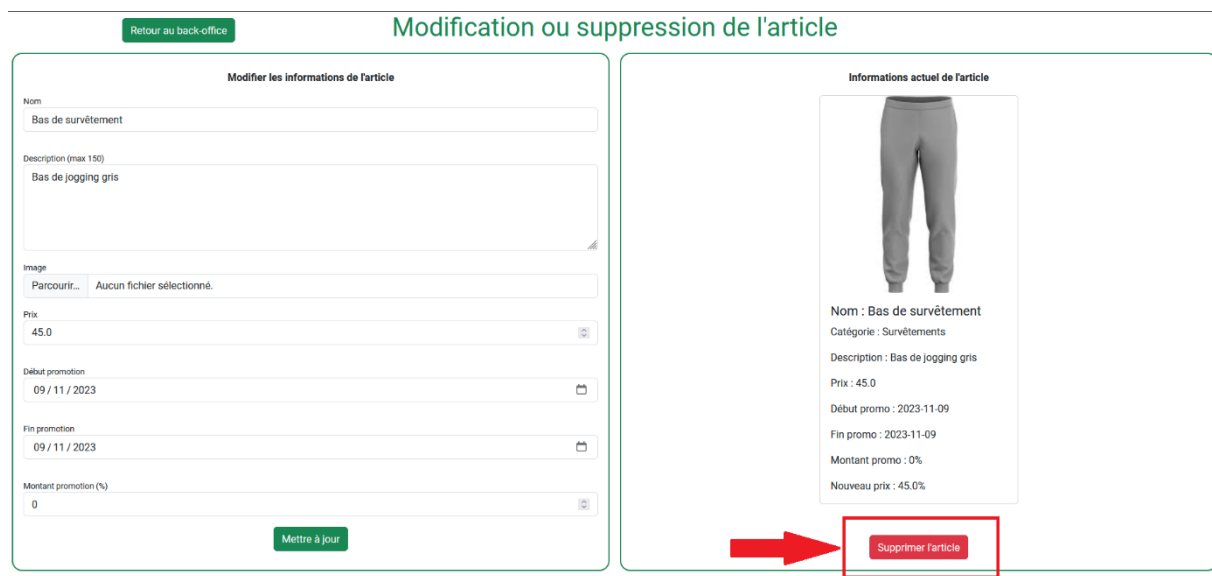 Retour au back-office
Modification ou suppression de l'article
Modifier les informations de l'article
Nom
Bas de survêtement
Description (max 150)
Bas de jogging gris
Image
Parcourir... Aucun fichier sélectionné.
Prix
45.0
Début promotion
09 / 11 / 2023
Fin promotion
09 / 11 / 2023
Montant promotion (%)
0
Mettre à jour
Informations actuel de l'article
Nom : Bas de survêtement
Catégorie : Survêtements
Description : Bas de jogging gris
Prix : 45.0
Début promo : 2023-11-09
Fin promo : 2023-11-09
Montant promo : 0%
Nouveau prix : 45.0%
Supprimer l'article